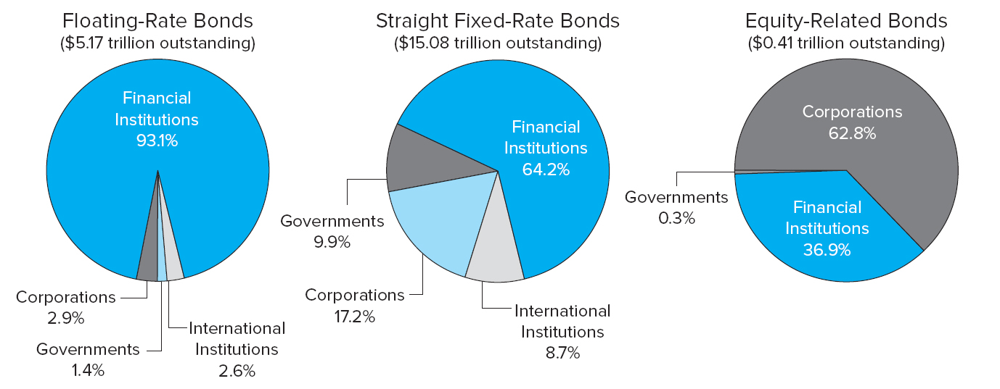 Floating-Rate Bonds
($5.17 trillion outstanding)
Financial
Institutions
93.1%
Corporations
2.9%
Governments
1.4%
International
Institutions
2.6%
Straight Fixed-Rate Bonds
($15.08 trillion outstanding)
Financial
Institutions
64.2%
Governments
9.9%
Corporations
17.2%
International
Institutions
8.7%
Equity-Related Bonds
($0.41 trillion outstanding)
Corporations
62.8%
Governments
0.3%
Financial
Institutions
36.9%